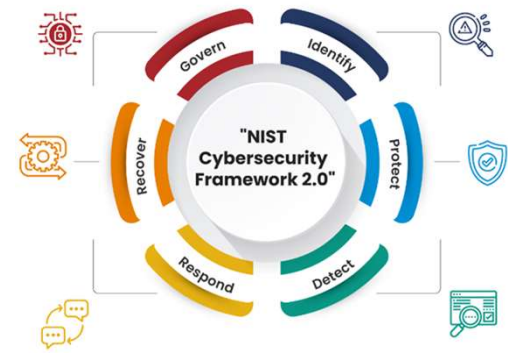 Govern
Identify
"NIST
Cybersecurity
Framework 2.0"
Recover
Protect
Respond
Detect